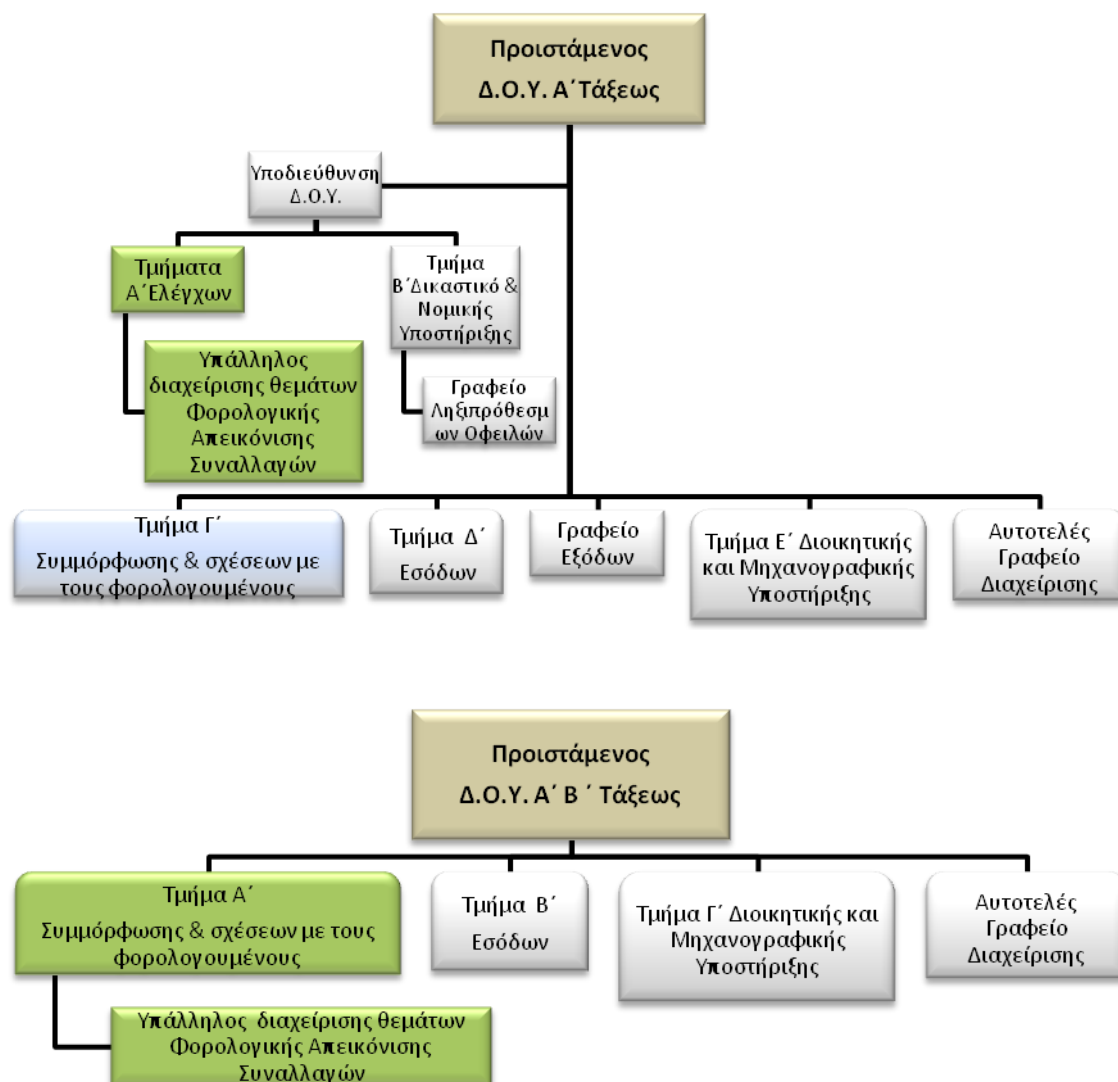 Προιστάμενος
Δ.Ο.Υ. Α΄Τάξεως
Υποδιεύθυνση
Δ.Ο.Υ.
Τμήματα
Α΄Ελέγχων
Τμήμα
Β΄Δικαστικό &
Νομικής
Υποστήριξης
Υπάλληλος
διαχείρισης θεμάτων
Φορολογικής
Απεικόνισης
Συναλλαγών
Γραφείο
Ληξιπρόθεσμ
ων Οφειλών
Τμήμα Γ΄
Συμμόρφωσης & σχέσεων με
τους φορολογουμένους
Τμήμα Δ΄
Εσόδων
Γραφείο
Εξόδων
Τμήμα Ε΄ Διοικητικής
και Μηχανογραφικής
Υποστήριξης
Αυτοτελές
Γραφείο
Διαχείρισης
Προιστάμενος
Δ.Ο.Υ. Α΄ Β ΄ Τάξεως
Τμήμα Α΄
Συμμόρφωσης & σχέσεων με τους
φορολογουμένους
Τμήμα Β΄
Εσόδων
Τμήμα Γ΄ Διοικητικής και
Μηχανογραφικής
Υποστήριξης
Αυτοτελές
Γραφείο
Διαχείρισης
Υπάλληλος διαχείρισης θεμάτων
Φορολογικής Απεικόνισης
Συναλλαγών